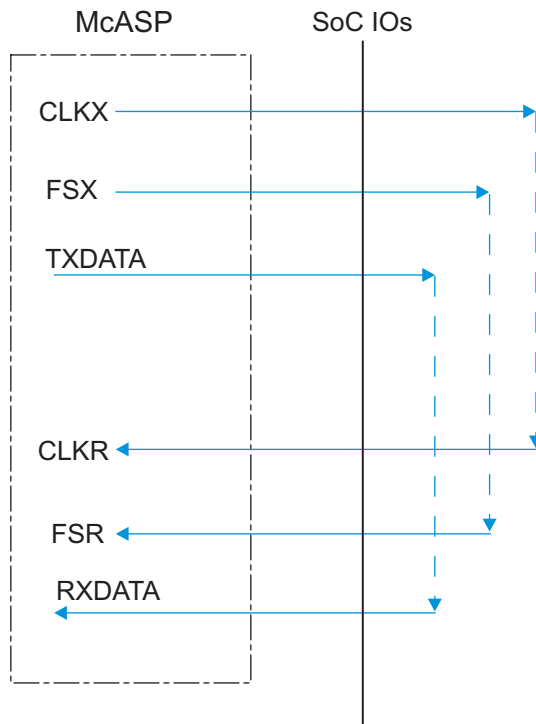 McASP
SoC IOs
CLKX
FSX
TXDATA
CLKR
FSR
RXDATA